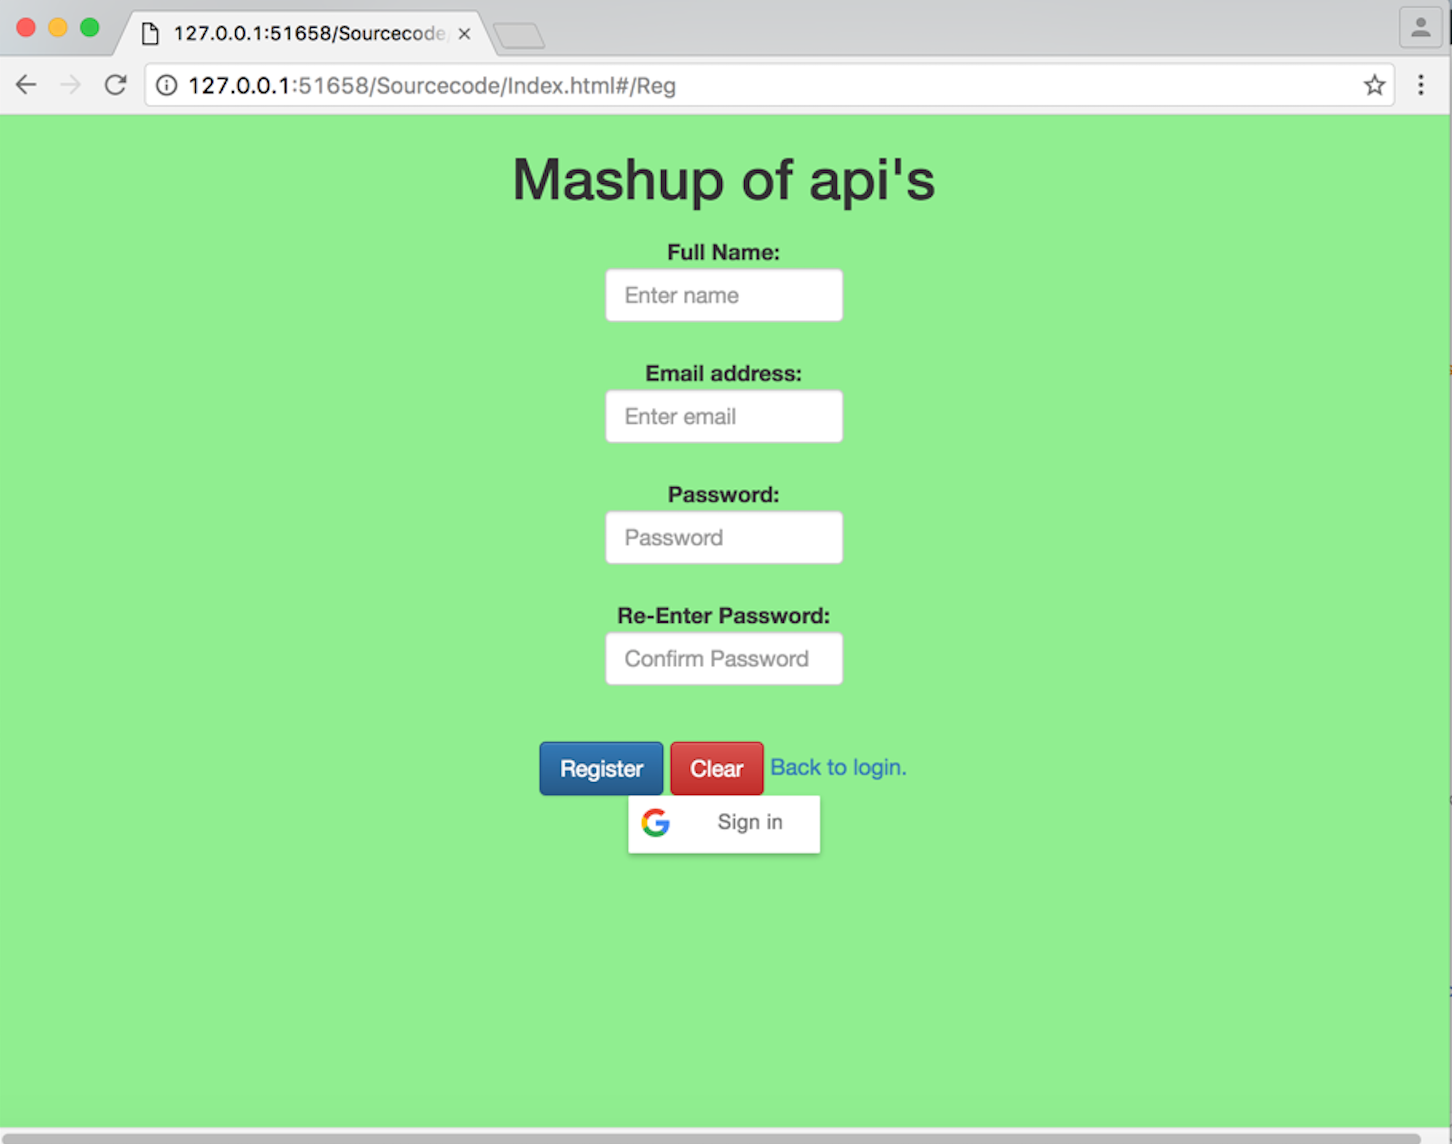 127.0.0.1:51658/Sourcecode
127.0.0.1:51658/Sourcecode/Index.html#/Reg
Mashup of api's
Full Name:
Enter name
Email address:
Enter email
Password:
Password
Re-Enter Password:
Confirm Password
Register Clear Back to login.
Sign in